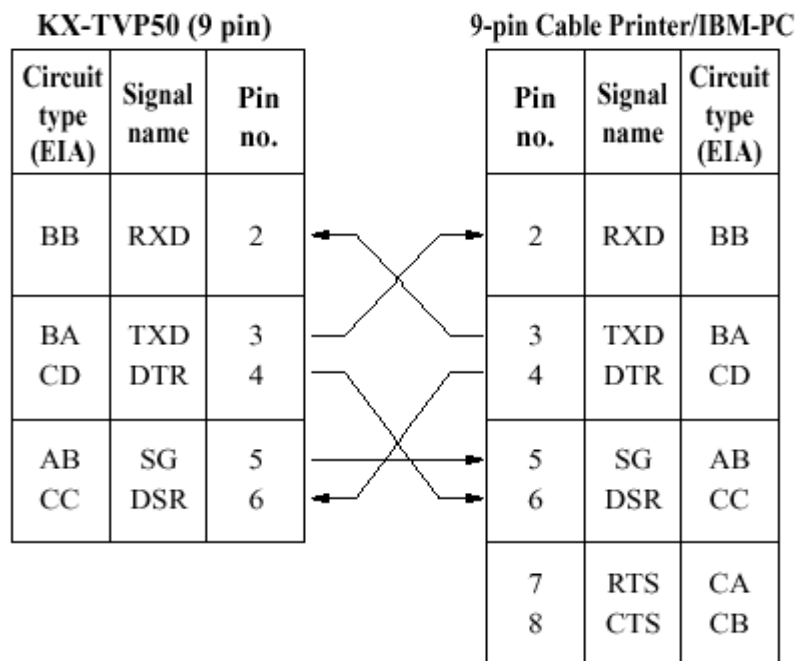 KX-TVP50 (9 pin)
9-pin Cable Printer/IBM-PC
Circuit type (EIA) Signal name Pin no.
Pin no. Signal name Circuit type (EIA)
BB RXD 2 2 RXD BB
BA TXD 3 3 TXD BA
CD DTR 4 4 DTR CD
AB SG 5 5 SG AB
CC DSR 6 6 DSR CC
7 RTS CA
8 CTS CB